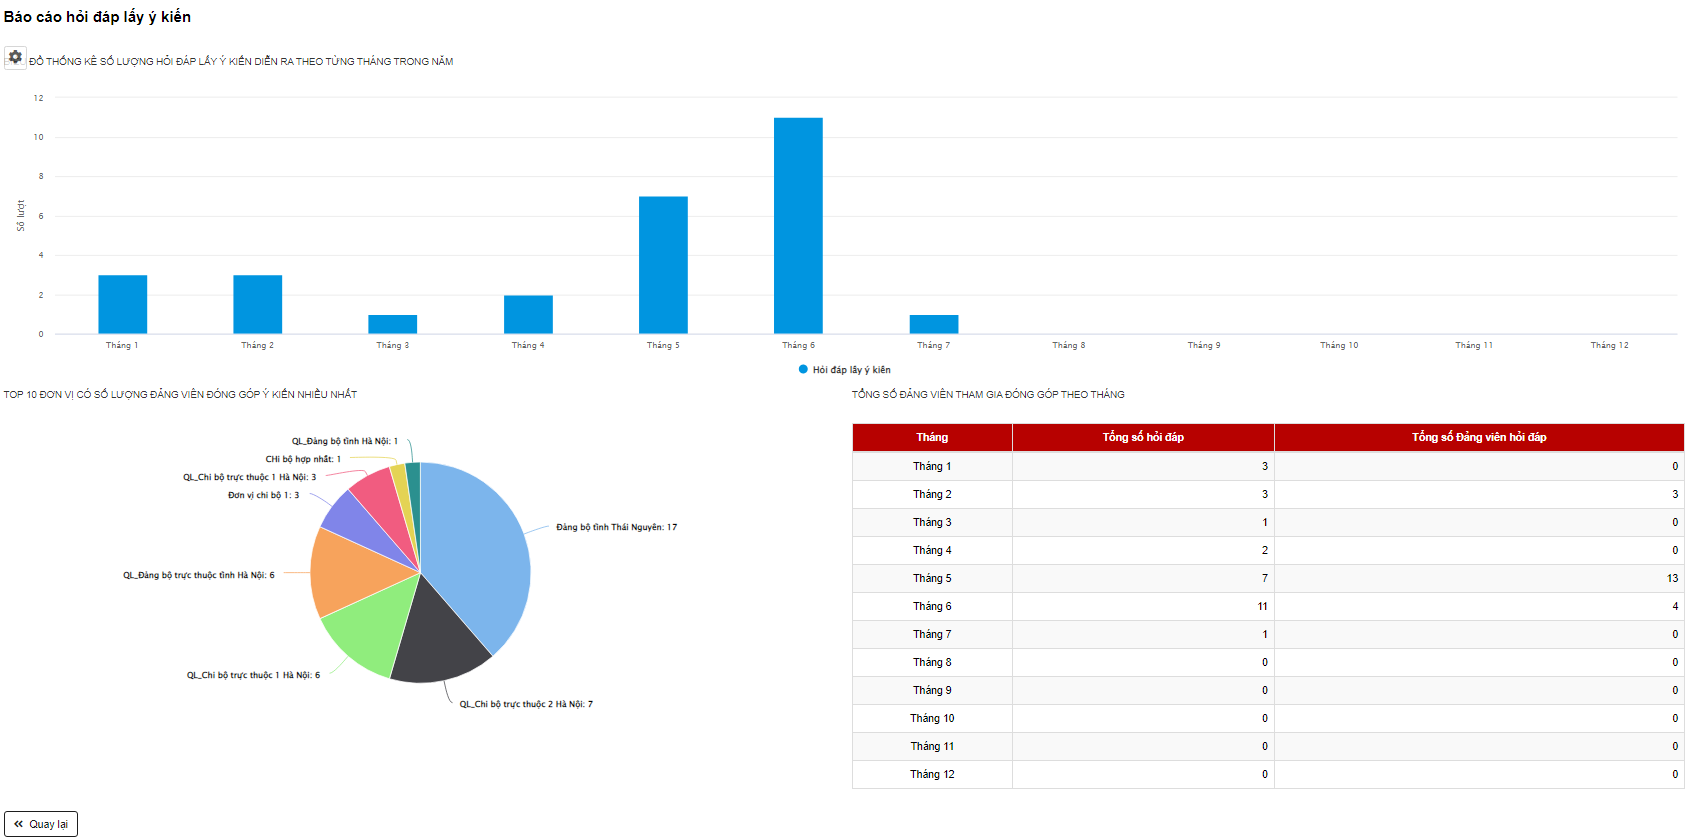 Báo cáo hỏi đáp lấy ý kiến
ĐỒ THỐNG KÊ SỐ LƯỢNG HỎI ĐÁP LẤY Ý KIẾN DIỄN RA THEO TỪNG THÁNG TRONG NĂM
12
10
8
6
4
2
0
Số lượt
Tháng 1 Tháng 2 Tháng 3 Tháng 4 Tháng 5 Tháng 6 Tháng 7 Tháng 8 Tháng 9 Tháng 10 Tháng 11 Tháng 12
Hỏi đáp lấy ý kiến
TOP 10 ĐƠN VỊ CÓ SỐ LƯỢNG ĐẢNG VIÊN ĐÓNG GÓP Ý KIẾN NHIỀU NHẤT
QL_Đảng bộ tỉnh Hà Nội: 1
CHi bộ hợp nhất: 1
QL_Chi bộ trực thuộc 1 Hà Nội: 3
Đơn vị chi bộ 1: 3
Đảng bộ tỉnh Thái Nguyên: 17
QL_Đảng bộ trực thuộc tỉnh Hà Nội: 6
QL_Chi bộ trực thuộc 1 Hà Nội: 6
QL_Chi bộ trực thuộc 2 Hà Nội: 7
TỔNG SỐ ĐẢNG VIÊN THAM GIA ĐÓNG GÓP THEO THÁNG
Tháng Tổng số hỏi đáp Tổng số Đảng viên hỏi đáp
Tháng 1 3 0
Tháng 2 3 3
Tháng 3 1 0
Tháng 4 2 0
Tháng 5 7 13
Tháng 6 11 4
Tháng 7 1 0
Tháng 8 0 0
Tháng 9 0 0
Tháng 10 0 0
Tháng 11 0 0
Tháng 12 0 0
Quay lại